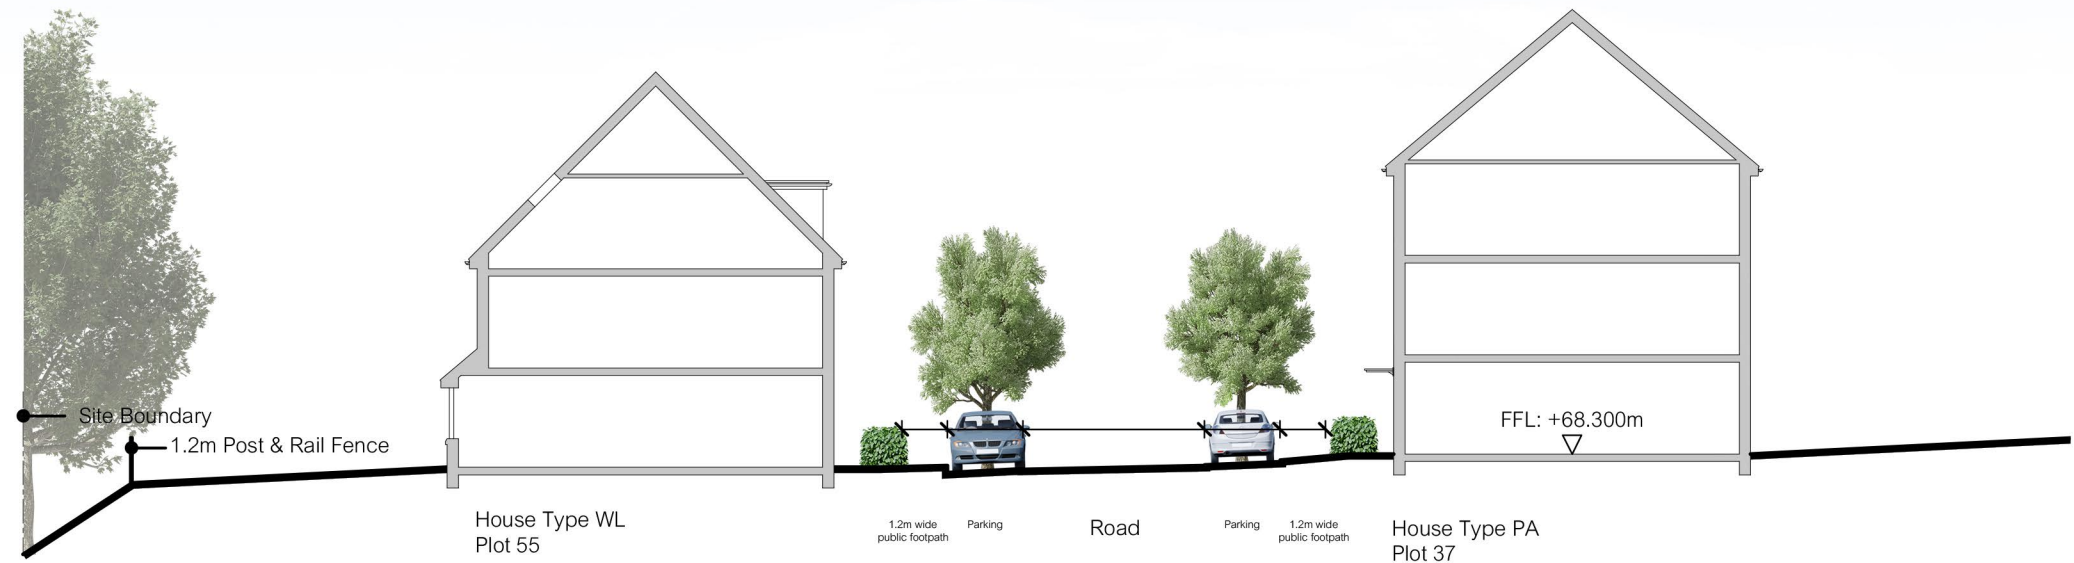 Site Boundary
1.2m Post & Rail Fence
FFL: +68.300m
House Type WL
Plot 55
1.2m wide
public footpath
Parking
Road
Parking
1.2m wide
public footpath
House Type PA
Plot 37